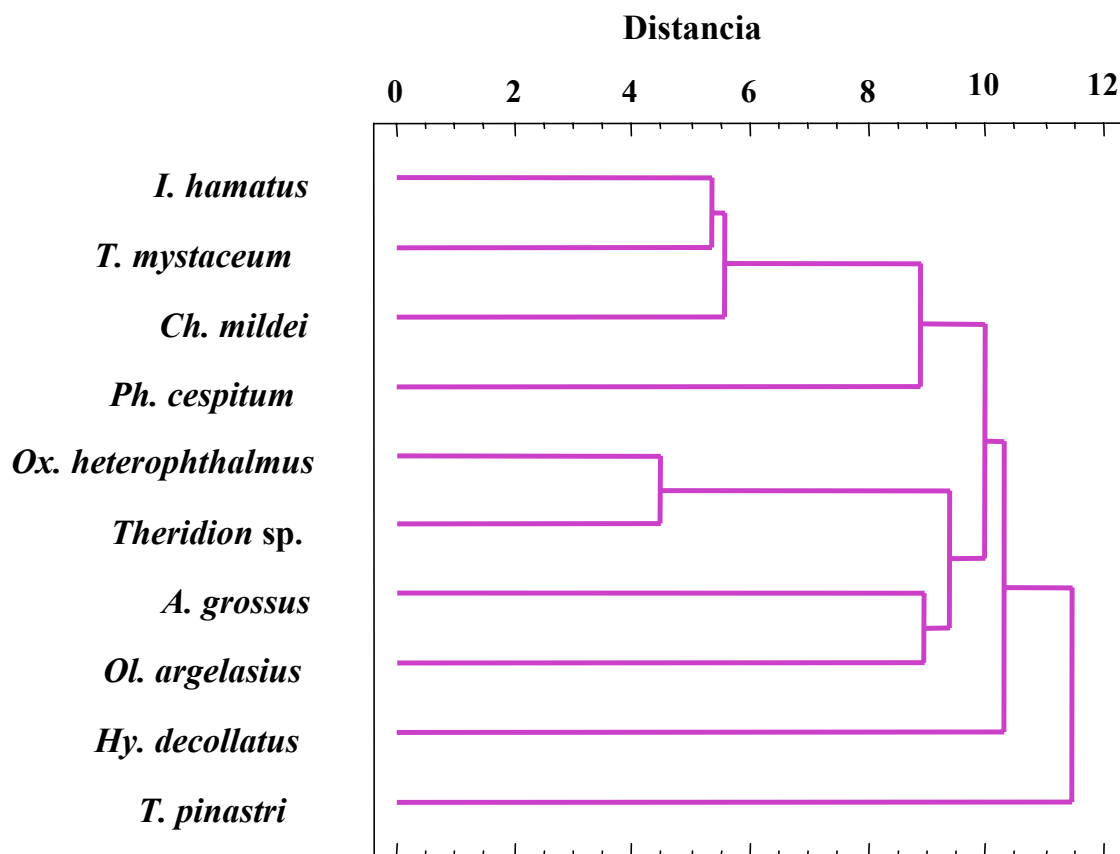 Distancia
0 2 4 6 8 10 12
I. hamatus
T. mystaceum
Ch. mildei
Ph. cespitum
Ox. heterophthalmus
Theridion sp.
A. grossus
Ol. argelasius
Hy. decollatus
T. pinastri